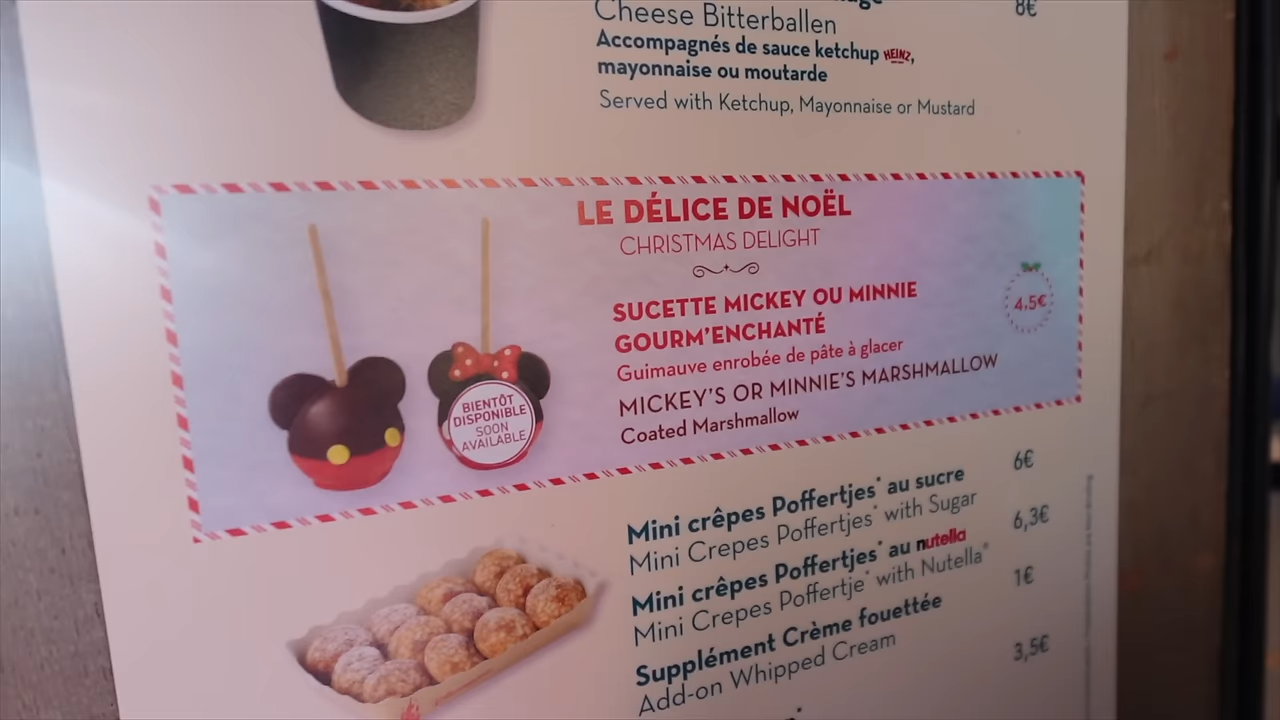 Cheese Bitterballen
8€
Accompagnés de sauce ketchup HEINZ,
mayonnaise ou moutarde
Served with Ketchup, Mayonnaise or Mustard
LE DÉLICE DE NOËL
CHRISTMAS DELIGHT
SUCETTE MICKEY OU MINNIE
GOURM'ENCHANTÉ
4,5€
Guimauve enrobée de pâte à glacer
MICKEY'S OR MINNIE'S MARSHMALLOW
Coated Marshmallow
BIENTÔT
DISPONIBLE
SOON
AVAILABLE
Mini crêpes Poffertjes* au sucre
6€
Mini Crepes Poffertjes* with Sugar
Mini crêpes Poffertjes* au nutella
6,3€
Mini Crepes Poffertje* with Nutella*
Supplément Crème fouettée
1€
Add-on Whipped Cream
3,5€